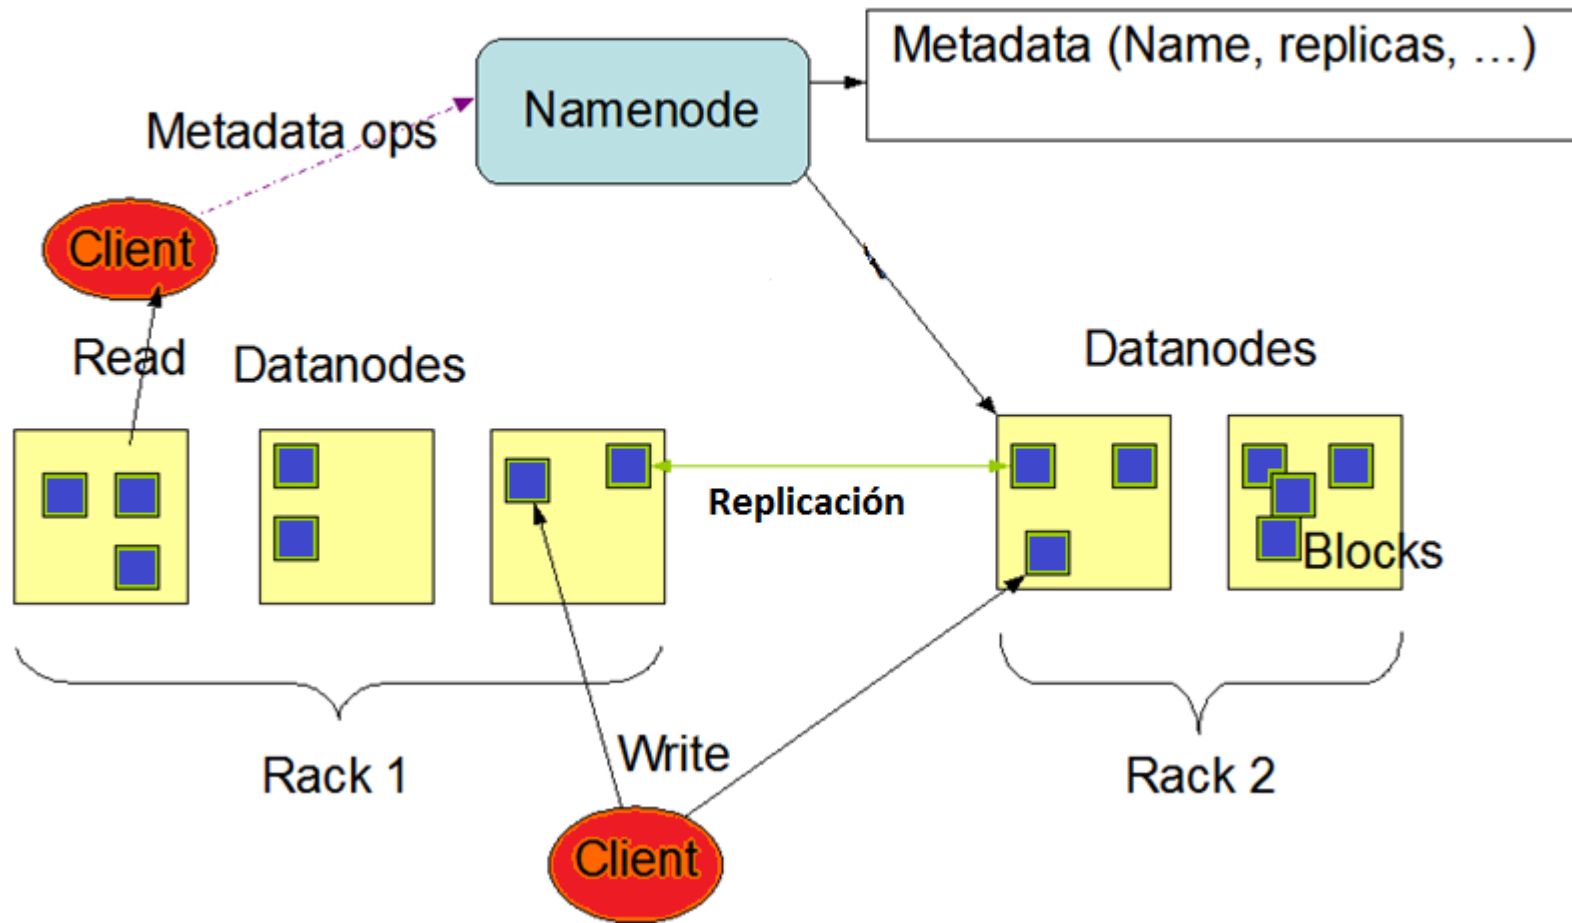 Metadata (Name, replicas, …)
Namenode
Metadata ops
Client
Read
Datanodes
Datanodes
Replicación
Blocks
Rack 1
Write
Rack 2
Client